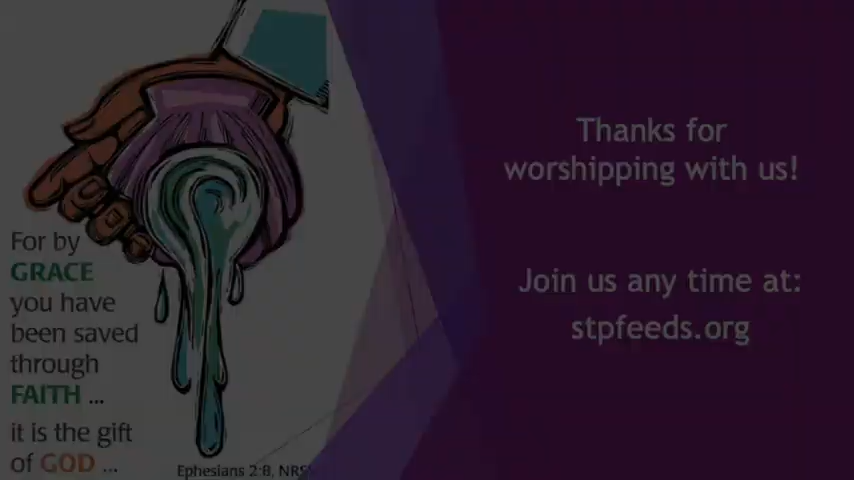 For by
GRACE
you have
been saved
through
FAITH ...
it is the gift
of GOD ...
Ephesians 2:8, NRS
Thanks for
worshipping with us!
Join us any time at:
stpfeeds.org